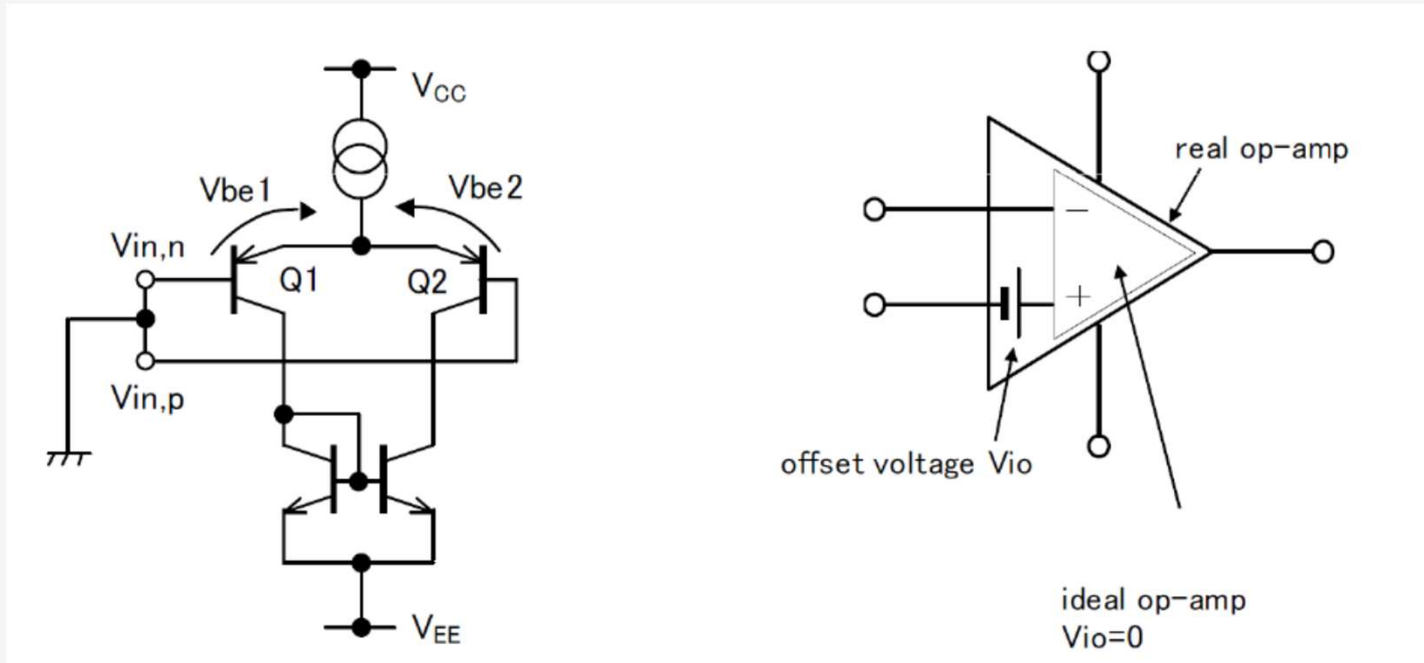 VCC
Vbe1
Vbe2
Vin,n
Q1
Q2
Vin,p
VEE
real op-amp
−
+
offset voltage Vio
ideal op-amp
Vio=0